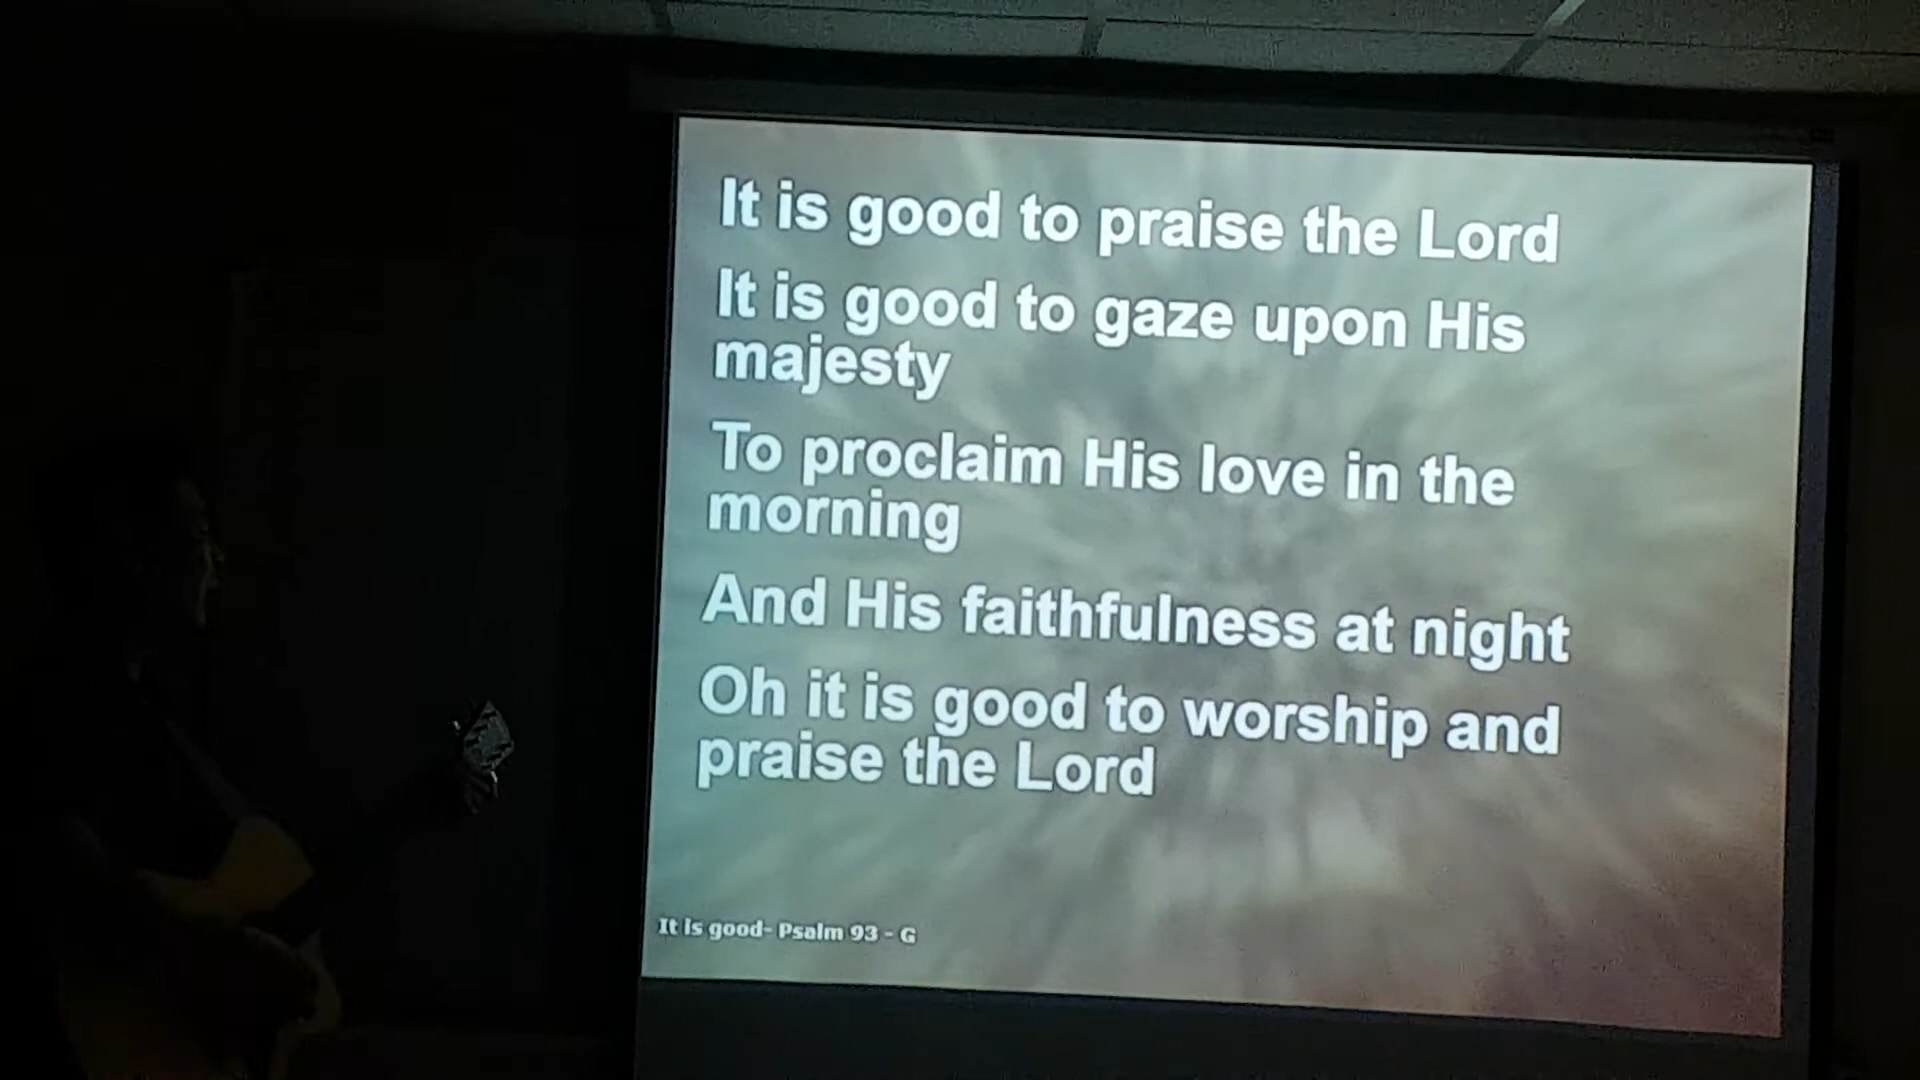 It is good to praise the Lord
It is good to gaze upon His
majesty
To proclaim His love in the
morning
And His faithfulness at night
Oh it is good to worship and
praise the Lord
It is good- Psalm 93 - G